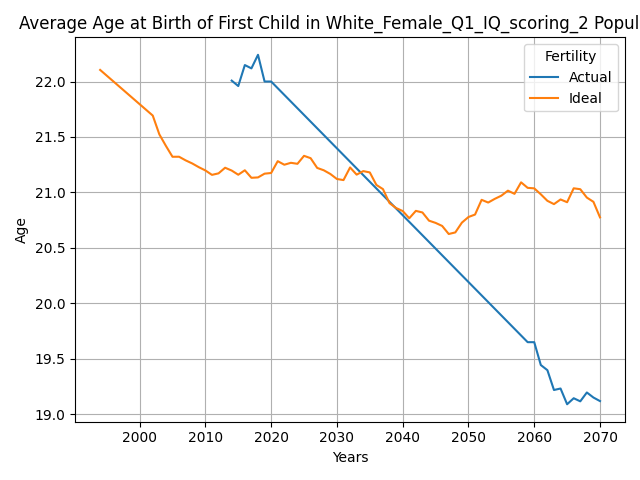 Average Age at Birth of First Child in White_Female_Q1_IQ_scoring_2 Popul
Fertility
Actual
Ideal
22.0
21.5
21.0
20.5
20.0
19.5
19.0
Age
2000 2010 2020 2030 2040 2050 2060 2070
Years